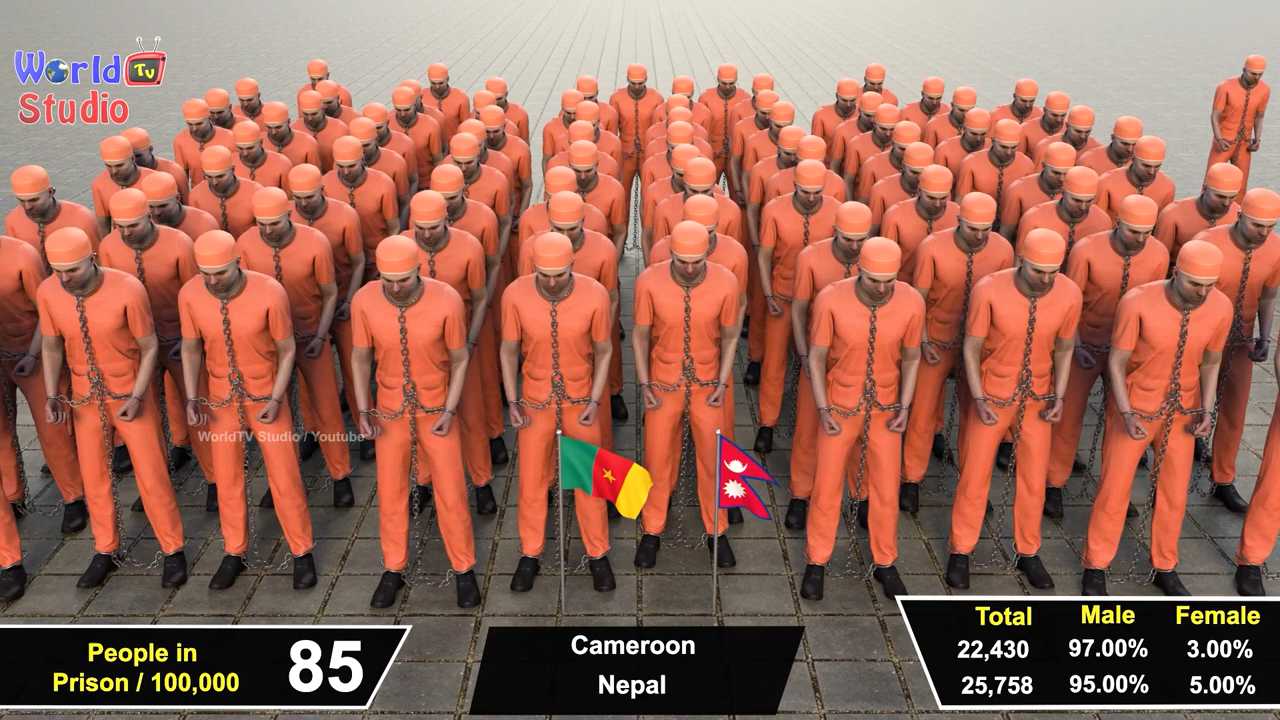 World Tv
Studio
WorldTV Studio / Youtube
People in
Prison / 100,000
85
Cameroon
Nepal
Total Male Female
22,430 97.00% 3.00%
25,758 95.00% 5.00%